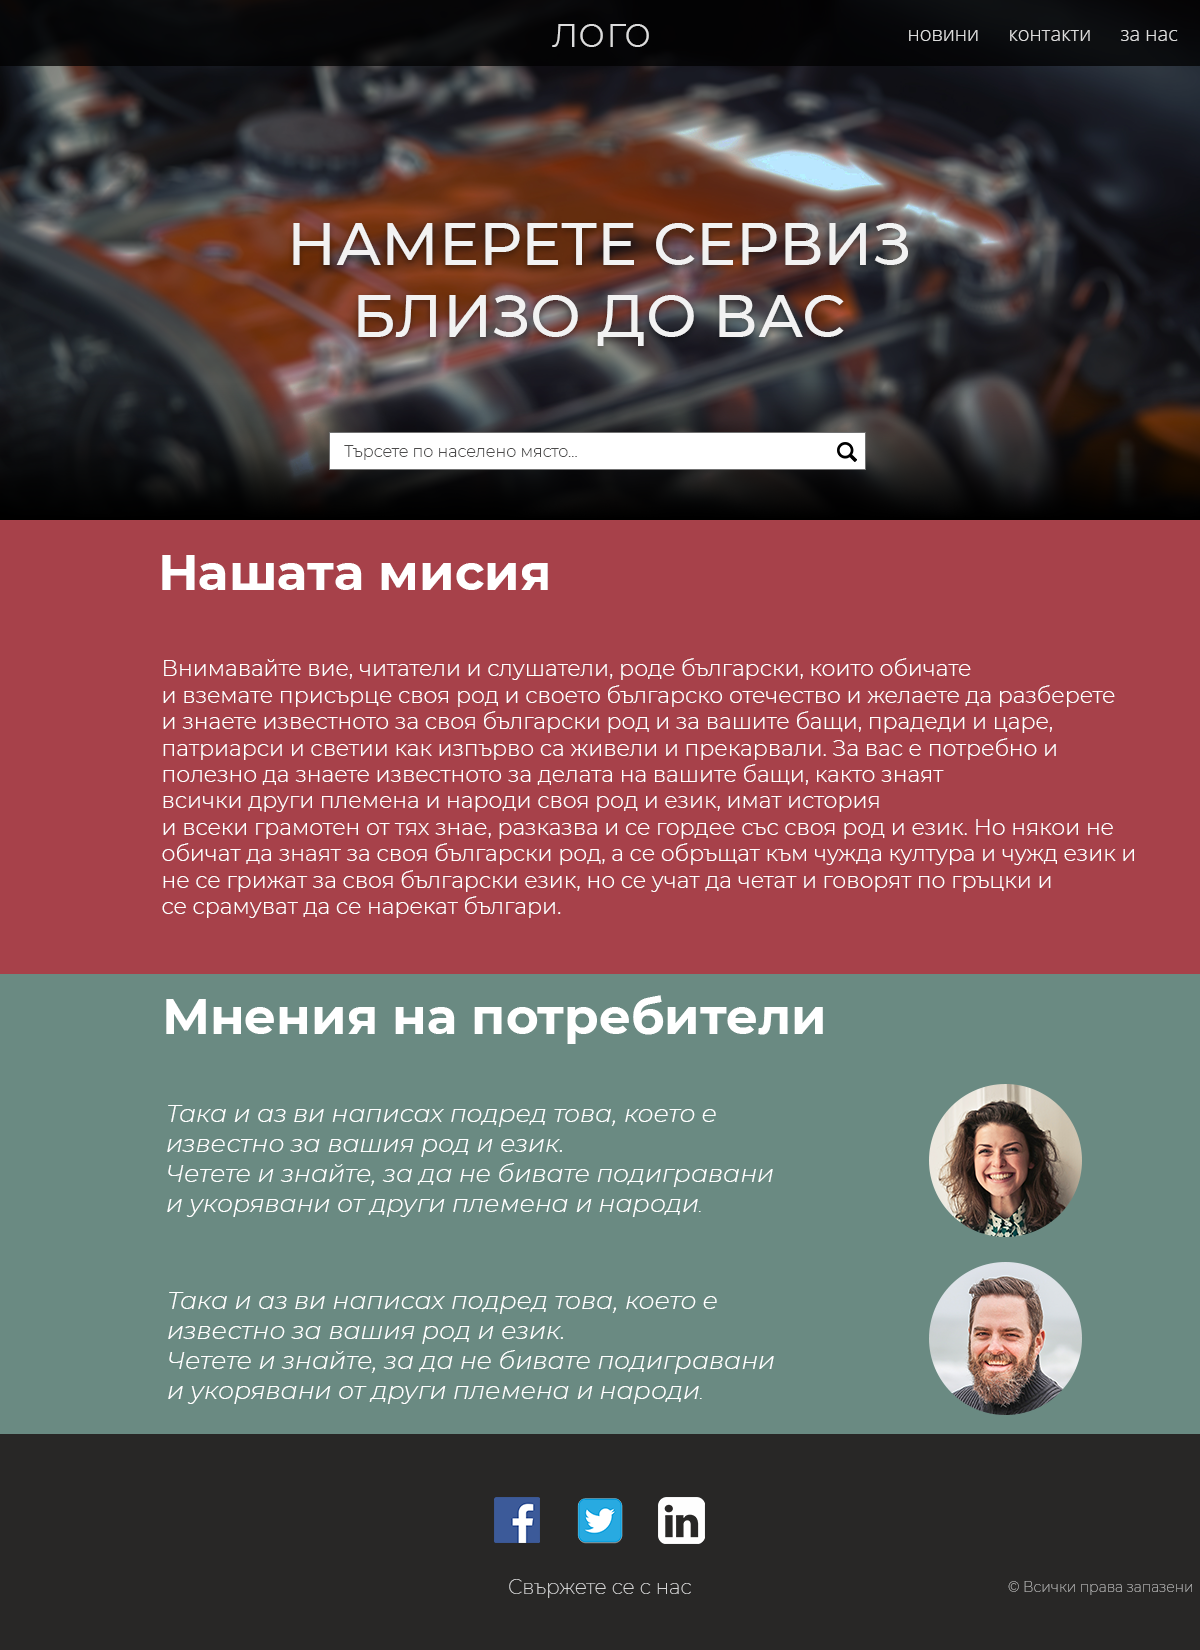 ЛОГО
новини контакти за нас
НАМЕРЕТЕ СЕРВИЗ
БЛИЗО ДО ВАС
Търсете по населено място...
Нашата мисия
Внимавайте вие, читатели и слушатели, роде български, които обичате
и вземате присърце своя род и своето българско отечество и желаете да разберете
и знаете известното за своя български род и за вашите бащи, прадеди и царе,
патриарси и светии как изпърво са живели и прекарвали. За вас е потребно и
полезно да знаете известното за делата на вашите бащи, както знаят
всички други племена и народи своя род и език, имат история
и всеки грамотен от тях знае, разказва и се гордее със своя род и език. Но някои не
обичат да знаят за своя български род, а се обръщат към чужда култура и чужд език и
не се грижат за своя български език, но се учат да четат и говорят по гръцки и
се срамуват да се нарекат българи.
Мнения на потребители
Така и аз ви написах подред това, което е
известно за вашия род и език.
Четете и знайте, за да не бивате подигравани
и укорявани от други племена и народи.
Така и аз ви написах подред това, което е
известно за вашия род и език.
Четете и знайте, за да не бивате подигравани
и укорявани от други племена и народи.
f in
Свържете се с нас
© Всички права запазени